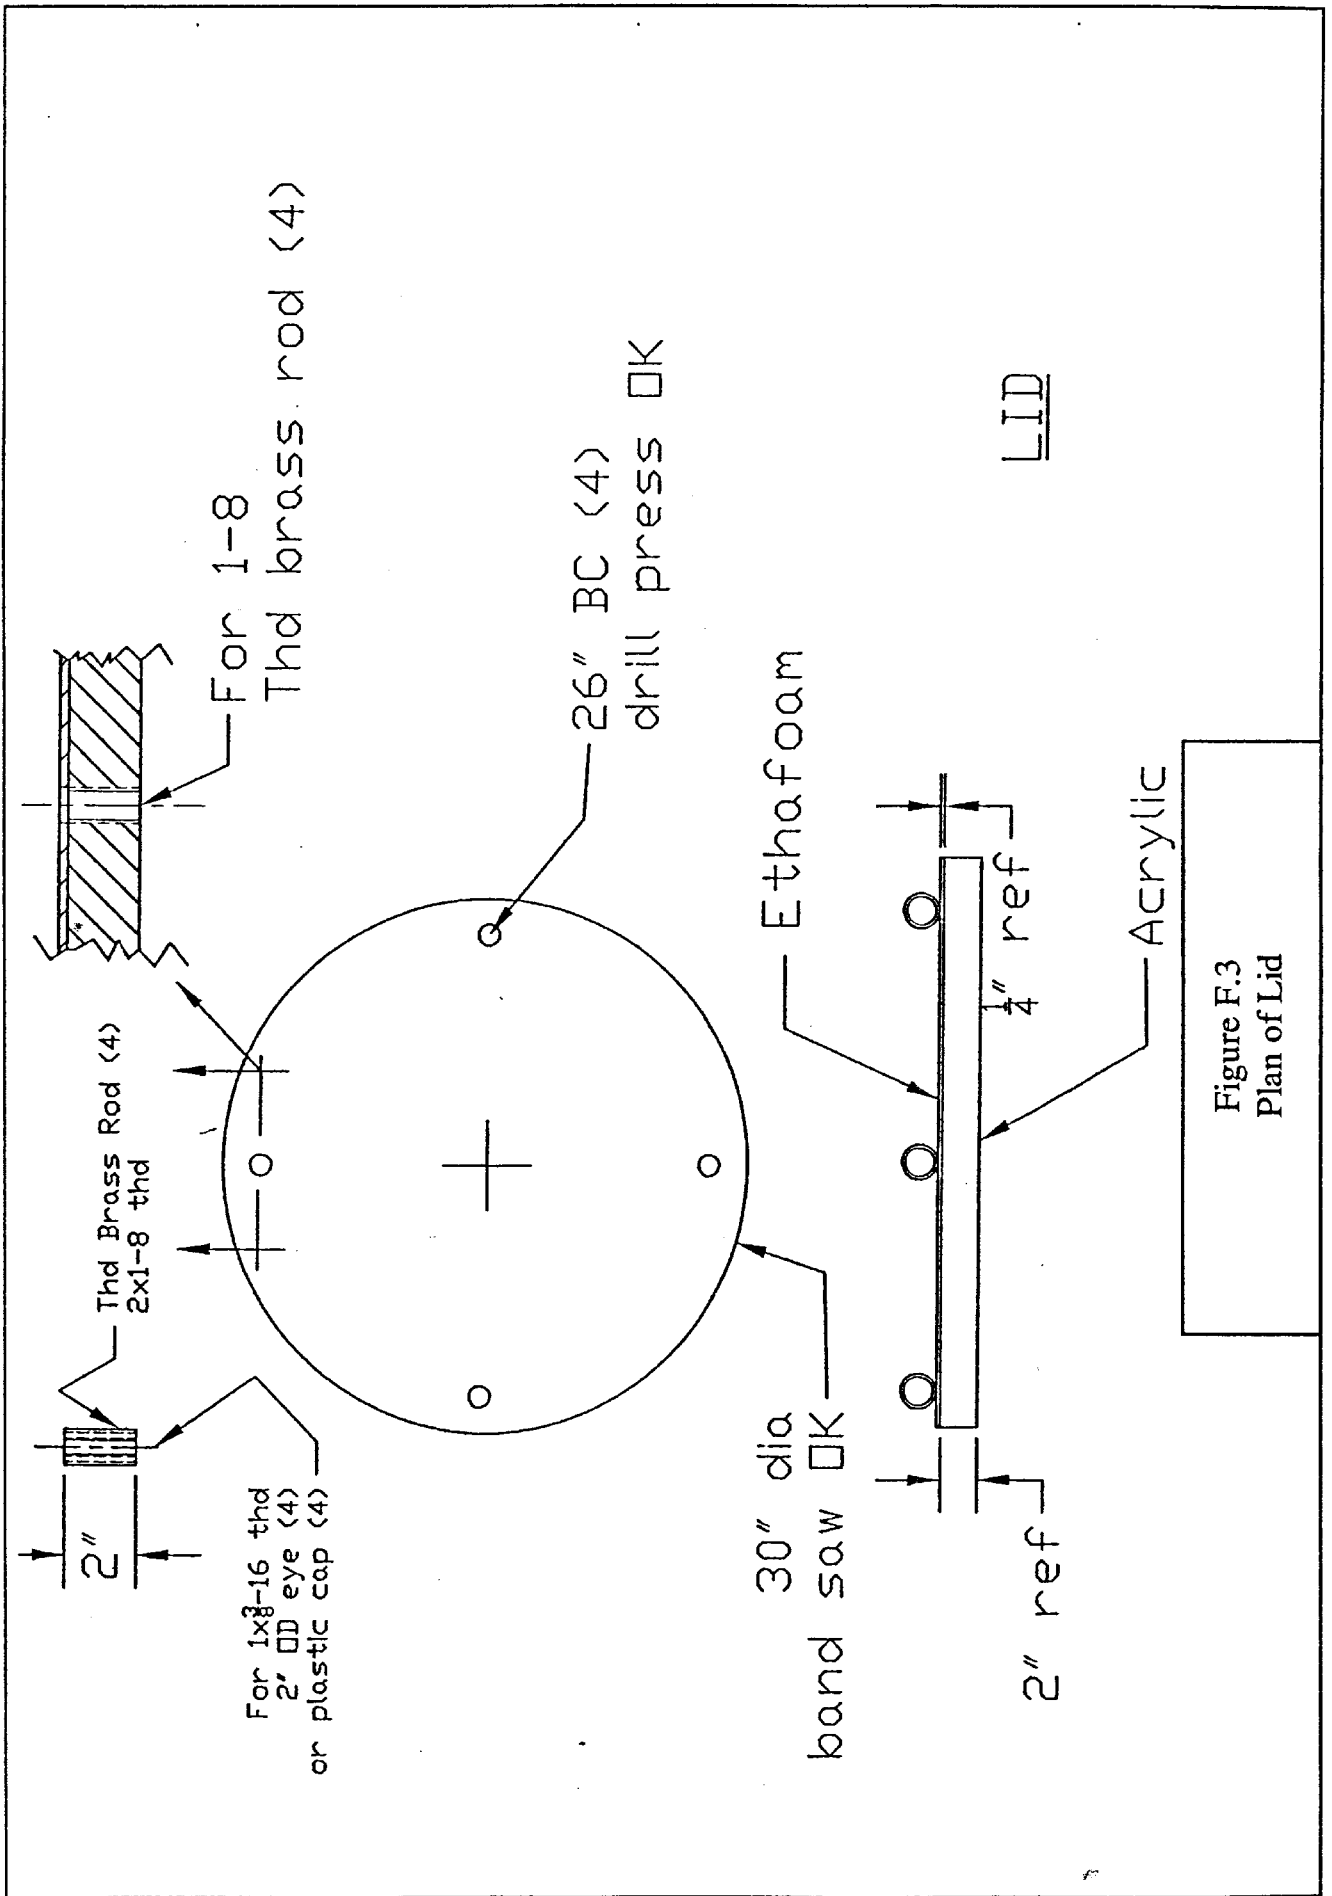 Thd Brass Rod (4)
2x1-8 thd
2"
For 1x3/8-16 thd
2" OD eye (4)
or plastic cap (4)
For 1-8
Thd brass rod (4)
26" BC (4)
drill press OK
30" dia
band saw OK
Ethafoam
1/4" ref
2" ref
Acrylic
LID
Figure F.3
Plan of Lid